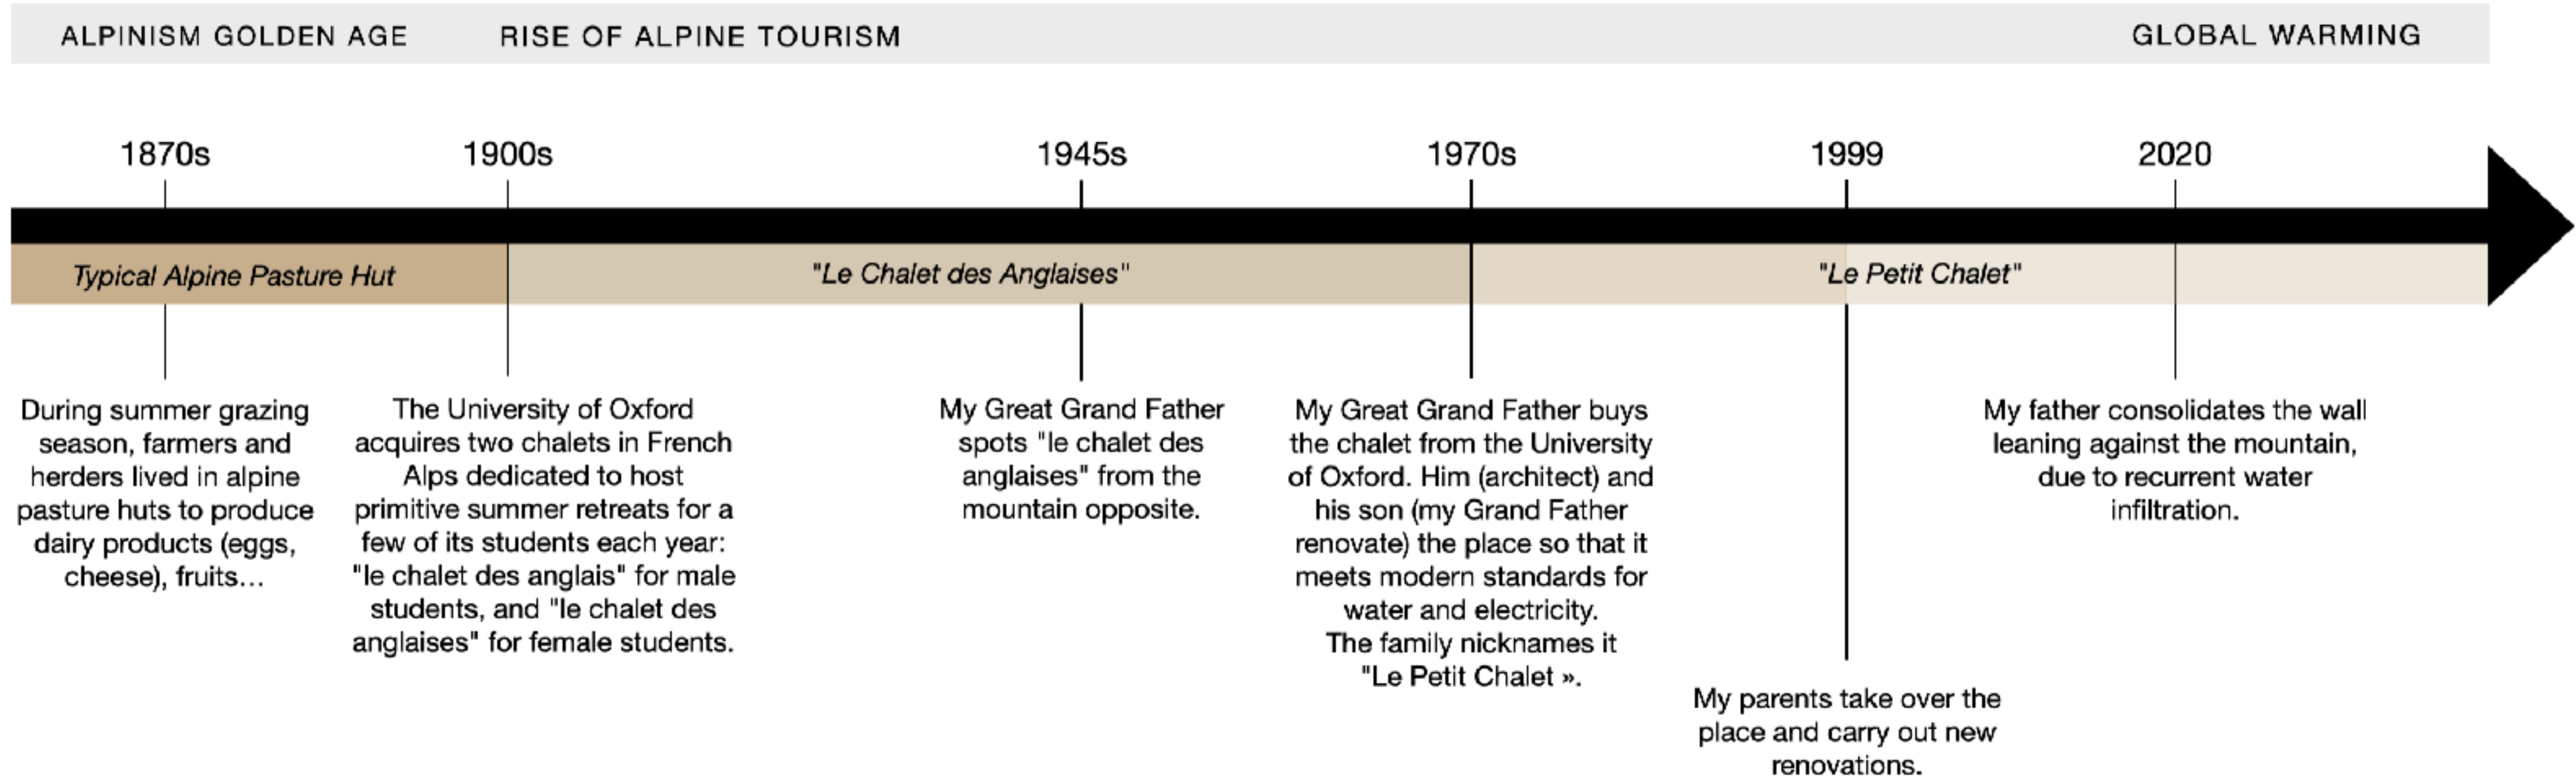 ALPINISM GOLDEN AGE
RISE OF ALPINE TOURISM
GLOBAL WARMING
1870s
1900s
1945s
1970s
1999
2020
Typical Alpine Pasture Hut
"Le Chalet des Anglaises"
"Le Petit Chalet"
During summer grazing
season, farmers and
herders lived in alpine
pasture huts to produce
dairy products (eggs,
cheese), fruits...
The University of Oxford
acquires two chalets in French
Alps dedicated to host
primitive summer retreats for a
few of its students each year:
"le chalet des anglais" for male
students, and "le chalet des
anglaises" for female students.
My Great Grand Father
spots "le chalet des
anglaises" from the
mountain opposite.
My Great Grand Father buys
the chalet from the University
of Oxford. Him (architect) and
his son (my Grand Father
renovate) the place so that it
meets modern standards for
water and electricity.
The family nicknames it
"Le Petit Chalet ».
My parents take over the
place and carry out new
renovations.
My father consolidates the wall
leaning against the mountain,
due to recurrent water
infiltration.